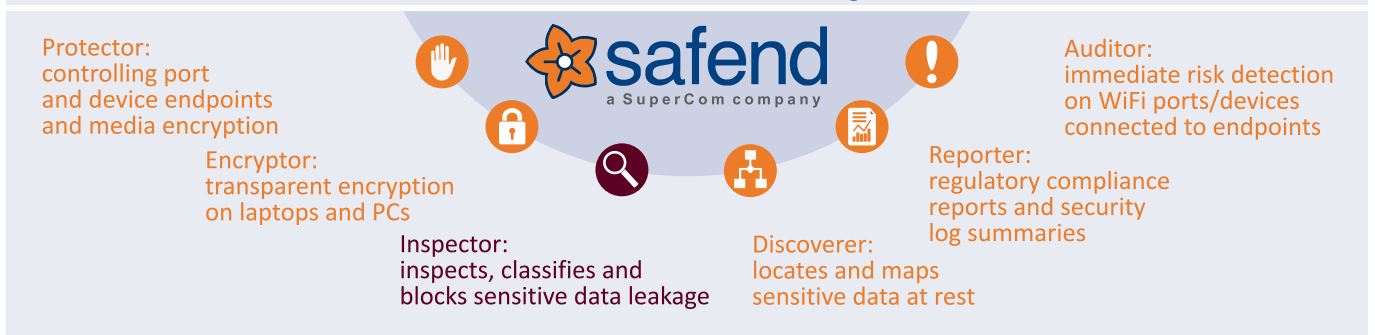 safend
a SuperCom company
Protector:
controlling port
and device endpoints
and media encryption
Encryptor:
transparent encryption
on laptops and PCs
Inspector:
inspects, classifies and
blocks sensitive data leakage
Discoverer:
locates and maps
sensitive data at rest
Reporter:
regulatory compliance
reports and security
log summaries
Auditor:
immediate risk detection
on WiFi ports/devices
connected to endpoints